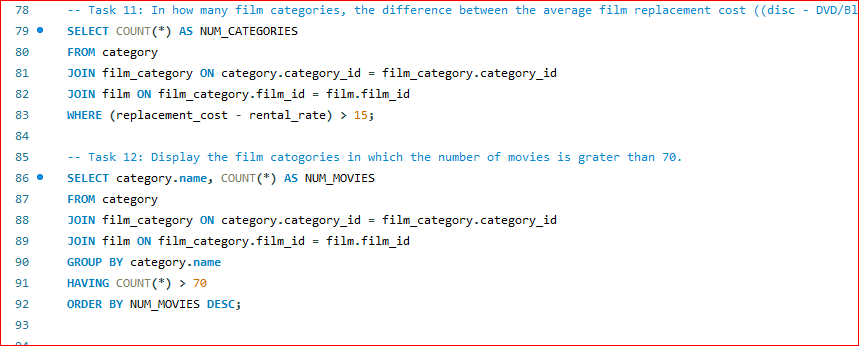 78 -- Task 11: In how many film categories, the difference between the average film replacement cost ((disc - DVD/Bl
79 SELECT COUNT(*) AS NUM_CATEGORIES
80 FROM category
81 JOIN film_category ON category.category_id = film_category.category_id
82 JOIN film ON film_category.film_id = film.film_id
83 WHERE (replacement_cost - rental_rate) > 15;
84
85 -- Task 12: Display the film catogories in which the number of movies is grater than 70.
86 SELECT category.name, COUNT(*) AS NUM_MOVIES
87 FROM category
88 JOIN film_category ON category.category_id = film_category.category_id
89 JOIN film ON film_category.film_id = film.film_id
90 GROUP BY category.name
91 HAVING COUNT(*) > 70
92 ORDER BY NUM_MOVIES DESC;
93